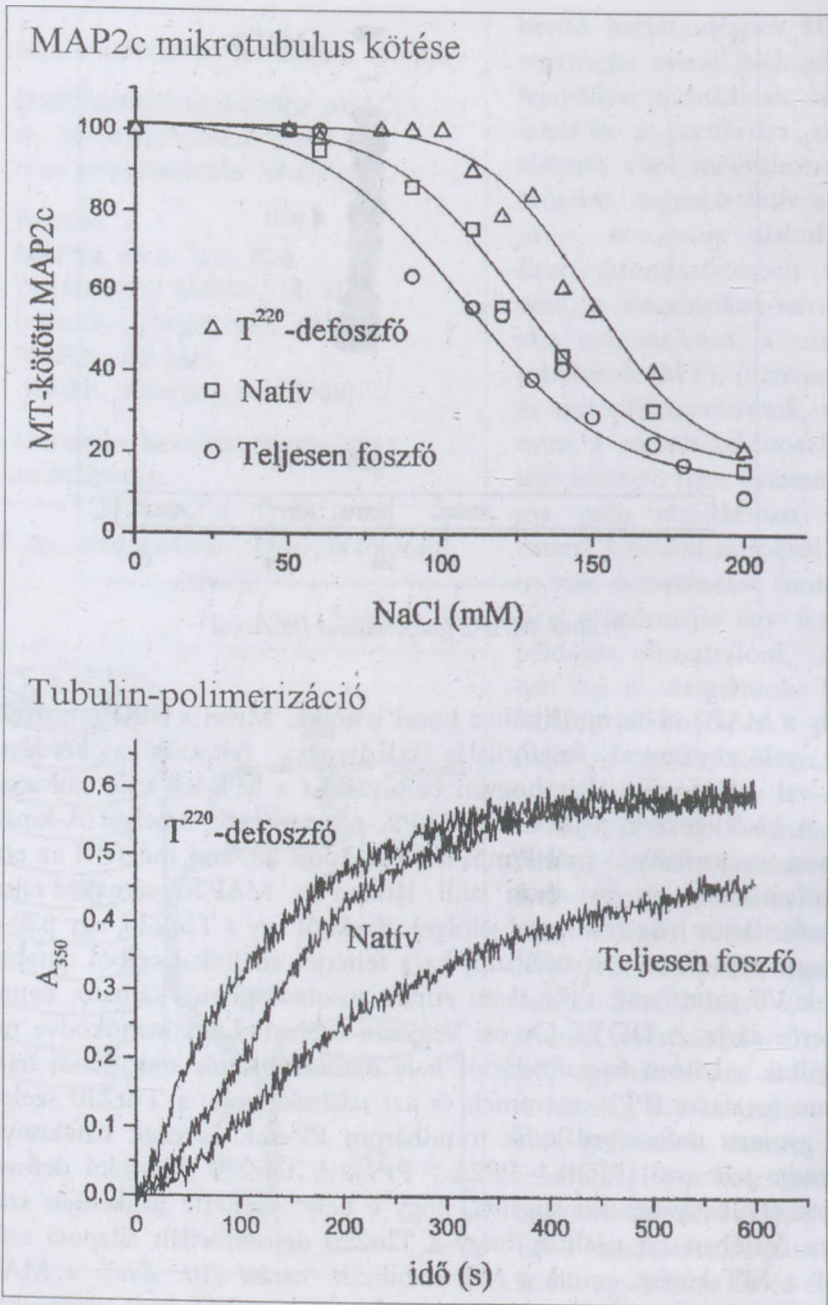 MAP2c mikrotubulus kötése
MT-kötött MAP2c
100
80
60
40
20
0
△ T²²⁰-defoszfó
□ Natív
○ Teljesen foszfó
0 50 100 150 200
NaCl (mM)
Tubulin-polimerizáció
A₃₅₀
0,6
0,5
0,4
0,3
0,2
0,1
0,0
T²²⁰-defoszfó
Natív
Teljesen foszfó
0 100 200 300 400 500 600
idő (s)